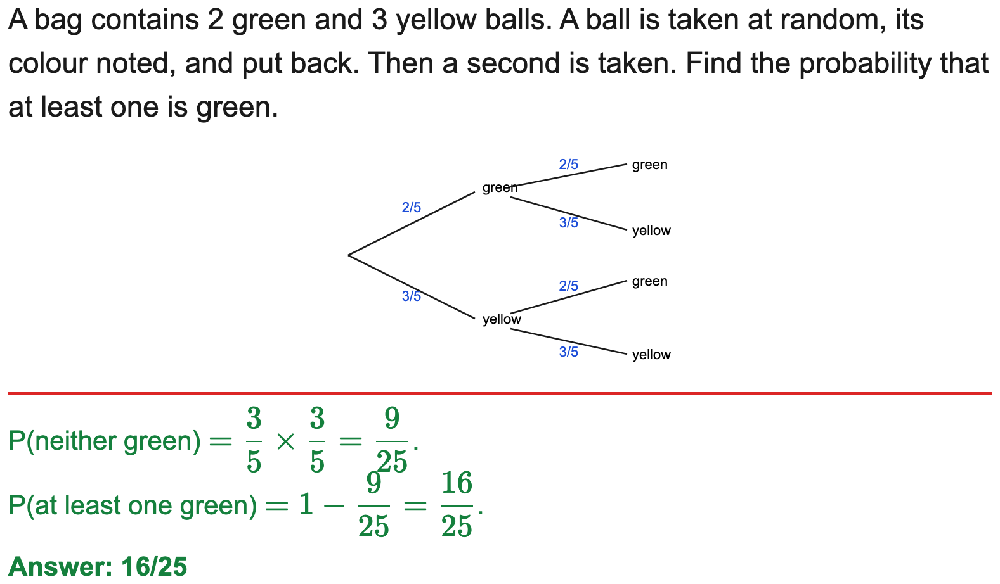 A bag contains 2 green and 3 yellow balls. A ball is taken at random, its
colour noted, and put back. Then a second is taken. Find the probability that
at least one is green.
2/5 green
green
2/5
3/5
yellow
2/5 green
3/5
yellow
3/5 yellow
P(neither green) = 3/5 × 3/5 = 9/25.
P(at least one green) = 1 − 9/25 = 16/25.
Answer: 16/25